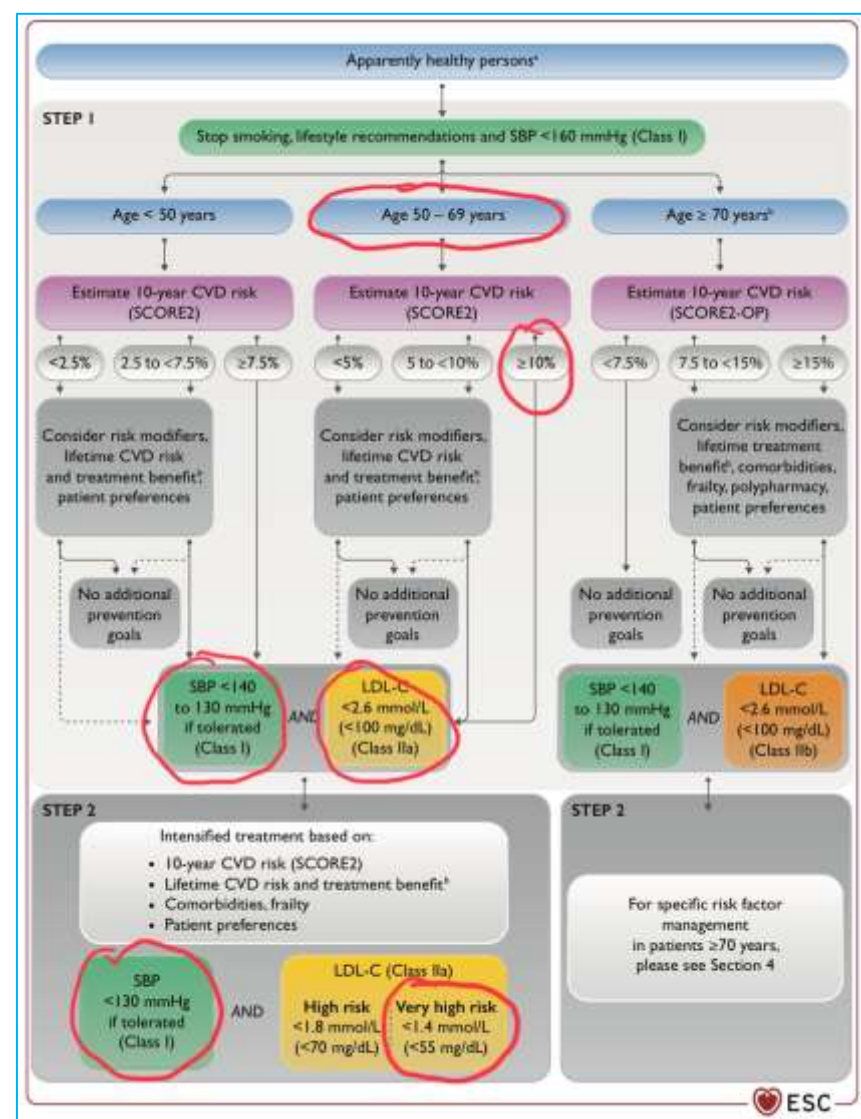 Apparently healthy personsᵃ
STEP 1
Stop smoking, lifestyle recommendations and SBP <160 mmHg (Class I)
Age < 50 years
Age 50 – 69 years
Age ≥ 70 yearsᵇ
Estimate 10-year CVD risk
(SCORE2)
Estimate 10-year CVD risk
(SCORE2)
Estimate 10-year CVD risk
(SCORE2-OP)
<2.5%
2.5 to <7.5%
≥7.5%
<5%
5 to <10%
≥10%
<7.5%
7.5 to <15%
≥15%
Consider risk modifiers,
lifetime CVD risk
and treatment benefitᵇ,
patient preferences
Consider risk modifiers,
lifetime CVD risk
and treatment benefitᵇ,
patient preferences
Consider risk modifiers,
lifetime treatment
benefitᵇ, comorbidities,
frailty, polypharmacy,
patient preferences
No additional
prevention
goals
No additional
prevention
goals
No additional
prevention
goals
No additional
prevention
goals
SBP <140
to 130 mmHg
if tolerated
(Class I)
AND
LDL-C
<2.6 mmol/L
(<100 mg/dL)
(Class IIa)
SBP <140
to 130 mmHg
if tolerated
(Class I)
AND
LDL-C
<2.6 mmol/L
(<100 mg/dL)
(Class IIb)
STEP 2
Intensified treatment based on:
• 10-year CVD risk (SCORE2)
• Lifetime CVD risk and treatment benefitᵇ
• Comorbidities, frailty
• Patient preferences
SBP
<130 mmHg
if tolerated
(Class I)
AND
LDL-C (Class IIa)
High risk
<1.8 mmol/L
(<70 mg/dL)
Very high risk
<1.4 mmol/L
(<55 mg/dL)
STEP 2
For specific risk factor
management
in patients ≥70 years,
please see Section 4
ESC